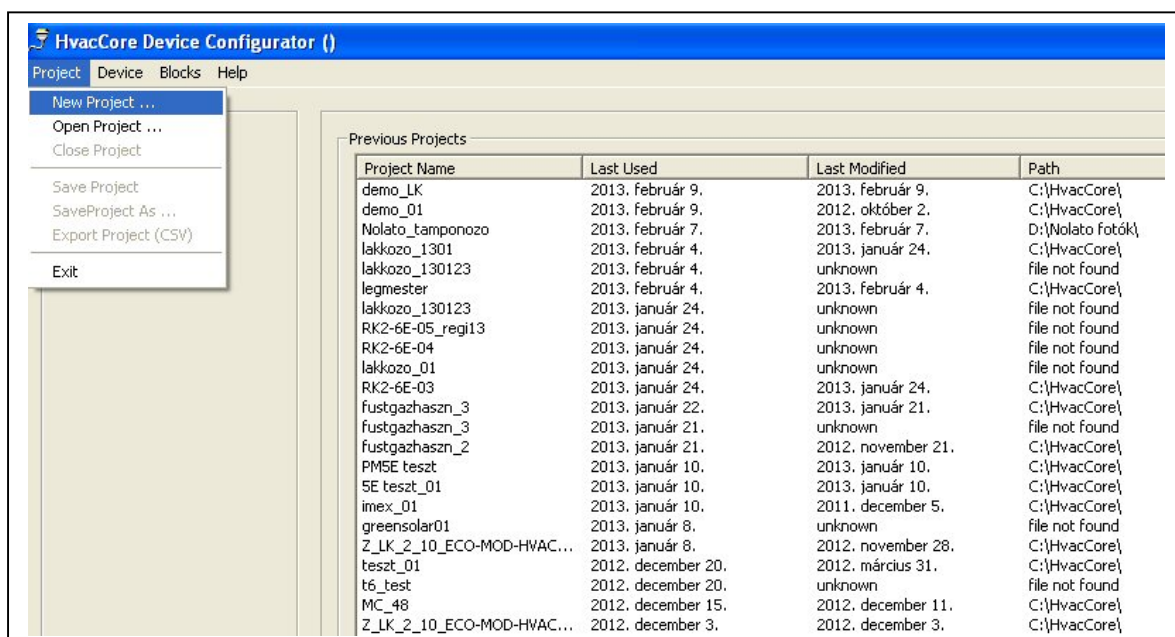 HvacCore Device Configurator ()
Project Device Blocks Help
New Project ...
Open Project ...
Close Project
Save Project
SaveProject As ...
Export Project (CSV)
Exit
Previous Projects
Project Name Last Used Last Modified Path
demo_LK 2013. február 9. 2013. február 9. C:\HvacCore\
demo_01 2013. február 9. 2012. október 2. C:\HvacCore\
Nolato_tamponozo 2013. február 7. 2013. február 7. D:\Nolato fotók\
lakkozo_1301 2013. február 4. 2013. január 24. C:\HvacCore\
lakkozo_130123 2013. február 4. unknown file not found
legmester 2013. február 4. 2013. február 4. C:\HvacCore\
lakkozo_130123 2013. január 24. unknown file not found
RK2-6E-05_regi13 2013. január 24. unknown file not found
RK2-6E-04 2013. január 24. unknown file not found
lakkozo_01 2013. január 24. unknown file not found
RK2-6E-03 2013. január 24. 2013. január 24. C:\HvacCore\
fustgazhaszn_3 2013. január 22. 2013. január 21. C:\HvacCore\
fustgazhaszn_3 2013. január 21. unknown file not found
fustgazhaszn_2 2013. január 21. 2012. november 21. C:\HvacCore\
PM5E teszt 2013. január 10. 2013. január 10. C:\HvacCore\
5E teszt_01 2013. január 10. 2013. január 10. C:\HvacCore\
imex_01 2013. január 10. 2011. december 5. C:\HvacCore\
greensolar01 2013. január 8. unknown file not found
Z_LK_2_10_ECO-MOD-HVAC... 2013. január 8. 2012. november 28. C:\HvacCore\
teszt_01 2012. december 20. 2012. március 31. C:\HvacCore\
t6_test 2012. december 20. unknown file not found
MC_48 2012. december 15. 2012. december 11. C:\HvacCore\
Z_LK_2_10_ECO-MOD-HVAC... 2012. december 3. 2012. december 3. C:\HvacCore\